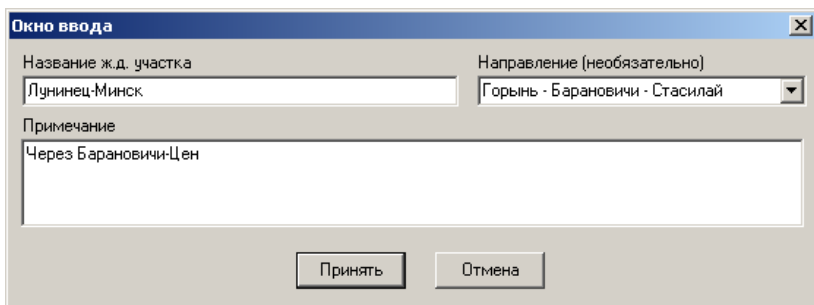 Окно ввода
Название ж.д. участка
Направление (необязательно)
Лунинец-Минск
Горынь - Барановичи - Стасилай
Примечание
Через Барановичи-Цен
Принять
Отмена